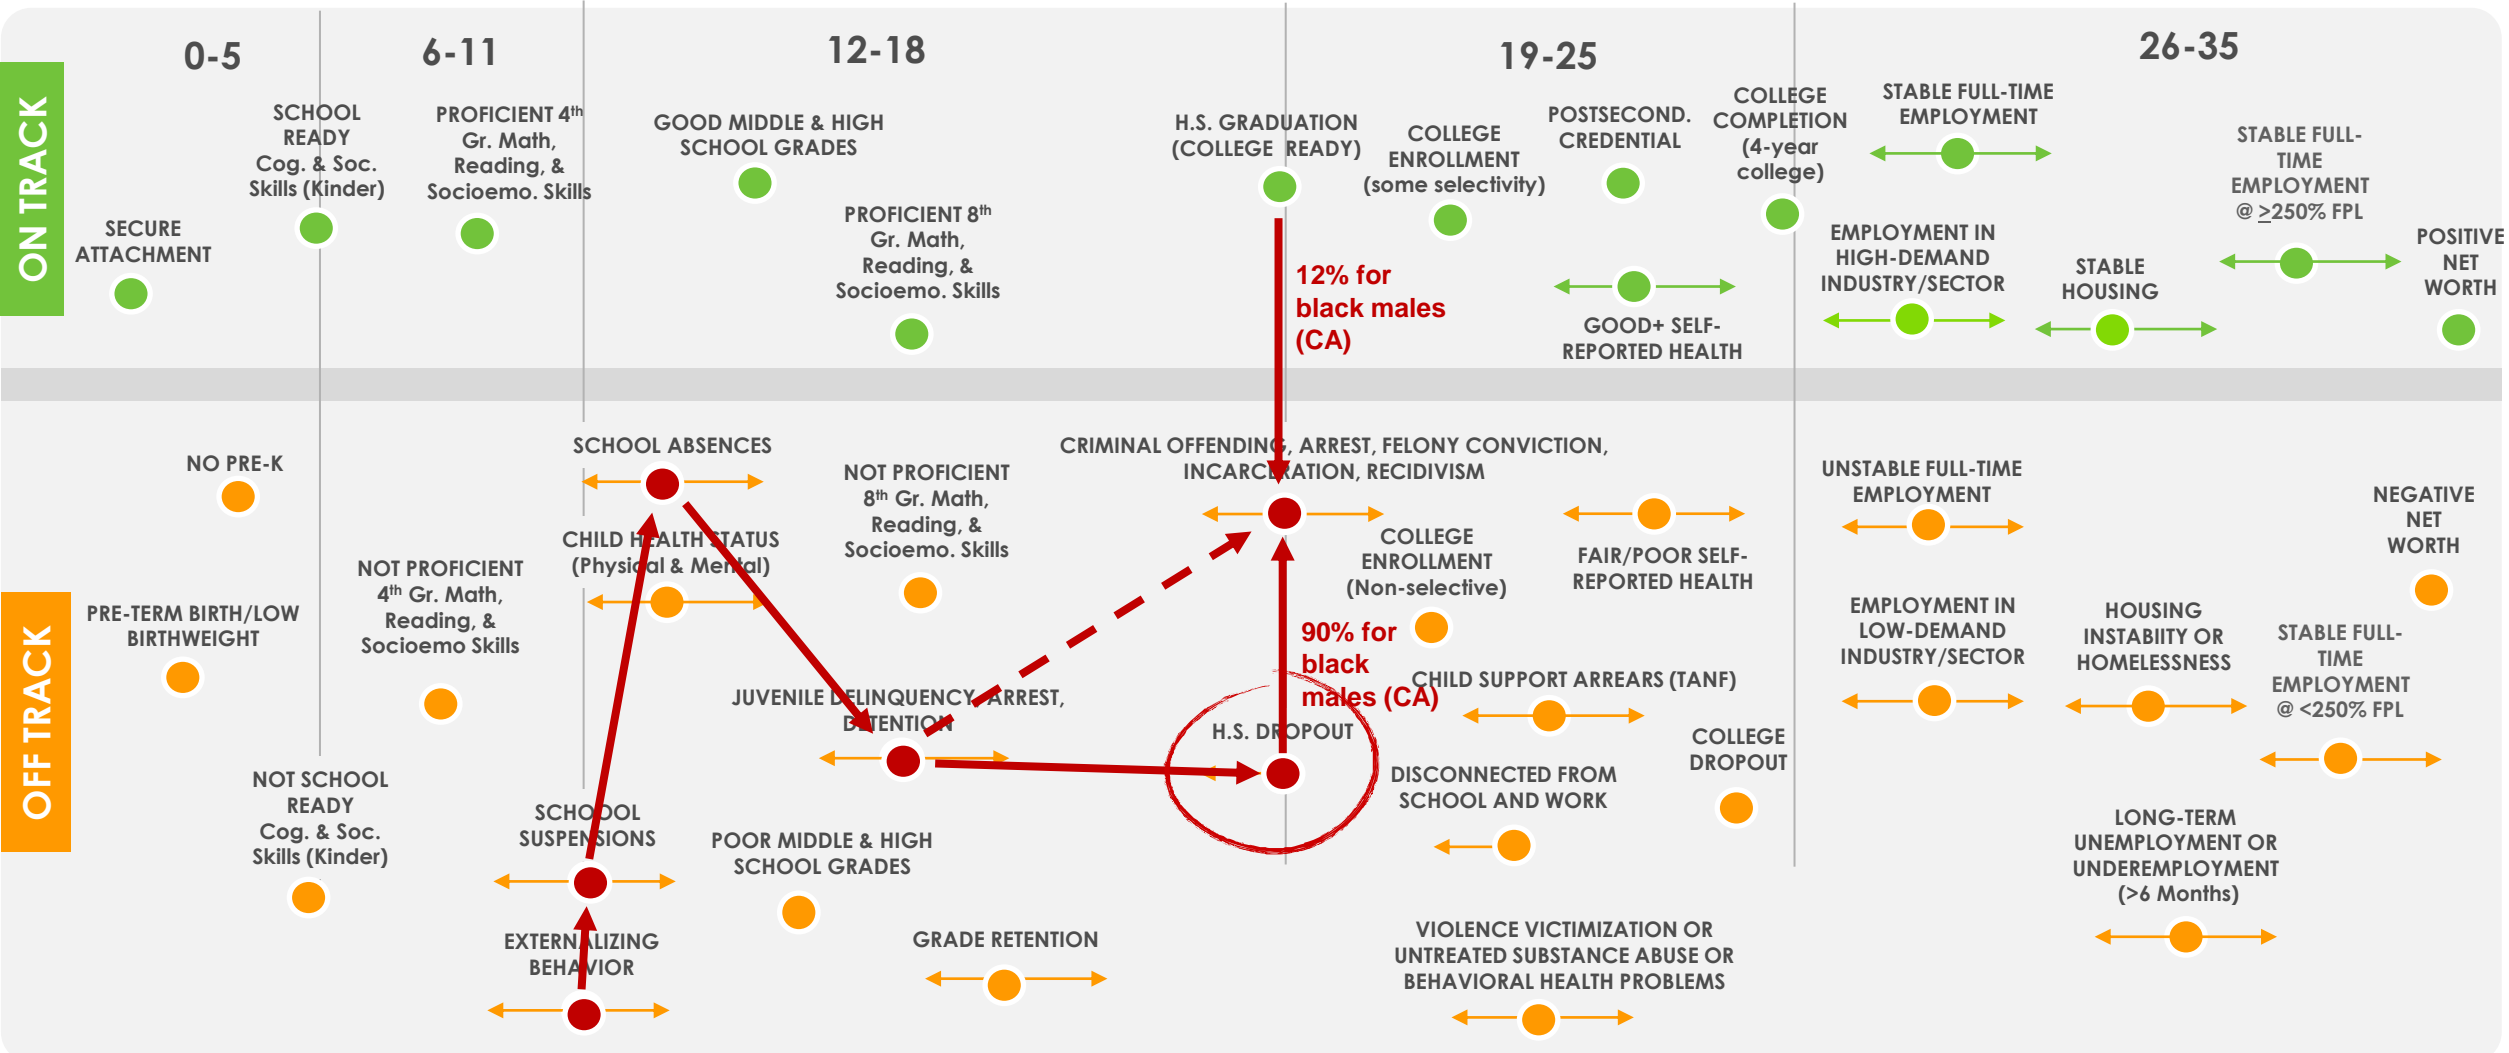 0-5
6-11
12-18
19-25
26-35
ON TRACK
SECURE
ATTACHMENT
SCHOOL
READY
Cog. & Soc.
Skills (Kinder)
PROFICIENT 4th
Gr. Math,
Reading, &
Socioemo. Skills
GOOD MIDDLE & HIGH
SCHOOL GRADES
PROFICIENT 8th
Gr. Math,
Reading, &
Socioemo. Skills
H.S. GRADUATION
(COLLEGE READY)
12% for
black males
(CA)
COLLEGE
ENROLLMENT
(some selectivity)
POSTSECOND.
CREDENTIAL
GOOD+ SELF-
REPORTED HEALTH
COLLEGE
COMPLETION
(4-year
college)
STABLE FULL-TIME
EMPLOYMENT
EMPLOYMENT IN
HIGH-DEMAND
INDUSTRY/SECTOR
STABLE
HOUSING
STABLE FULL-
TIME
EMPLOYMENT
@ >250% FPL
POSITIVE
NET
WORTH
OFF TRACK
NO PRE-K
PRE-TERM BIRTH/LOW
BIRTHWEIGHT
NOT SCHOOL
READY
Cog. & Soc.
Skills (Kinder)
NOT PROFICIENT
4th Gr. Math,
Reading, &
Socioemo Skills
SCHOOL ABSENCES
CHILD HEALTH STATUS
(Physical & Mental)
SCHOOOL
SUSPENSIONS
EXTERNALIZING
BEHAVIOR
NOT PROFICIENT
8th Gr. Math,
Reading, &
Socioemo. Skills
JUVENILE DELINQUENCY, ARREST,
DETENTION
POOR MIDDLE & HIGH
SCHOOL GRADES
GRADE RETENTION
CRIMINAL OFFENDING, ARREST, FELONY CONVICTION,
INCARCERATION, RECIDIVISM
90% for
black
males (CA)
H.S. DROPOUT
COLLEGE
ENROLLMENT
(Non-selective)
FAIR/POOR SELF-
REPORTED HEALTH
CHILD SUPPORT ARREARS (TANF)
DISCONNECTED FROM
SCHOOL AND WORK
COLLEGE
DROPOUT
VIOLENCE VICTIMIZATION OR
UNTREATED SUBSTANCE ABUSE OR
BEHAVIORAL HEALTH PROBLEMS
UNSTABLE FULL-TIME
EMPLOYMENT
EMPLOYMENT IN
LOW-DEMAND
INDUSTRY/SECTOR
HOUSING
INSTABIITY OR
HOMELESSNESS
STABLE FULL-
TIME
EMPLOYMENT
@ <250% FPL
NEGATIVE
NET
WORTH
LONG-TERM
UNEMPLOYMENT OR
UNDEREMPLOYMENT
(>6 Months)